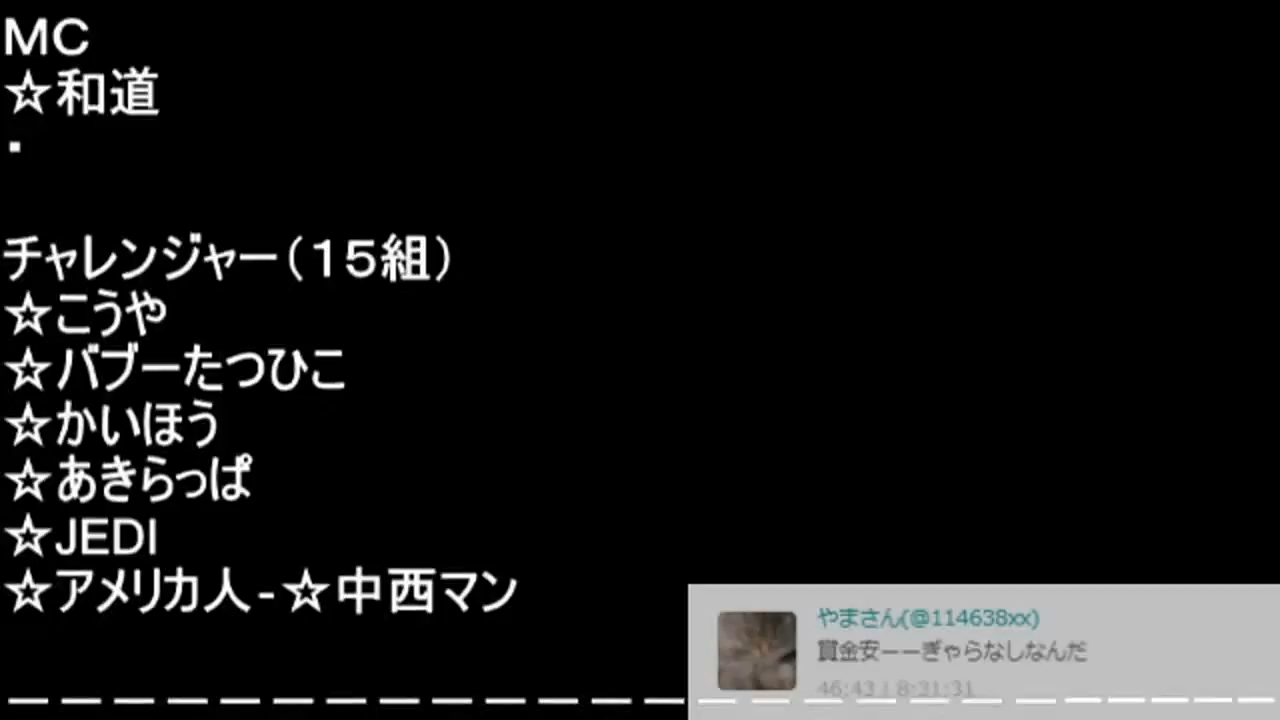 MC
☆和道
▪
チャレンジャー（１５組）
☆こうや
☆バブーたつひこ
☆かいほう
☆あきらっぱ
☆JEDI
☆アメリカ人-☆中西マン
やまさん(@114638xx)
賞金安ーーぎゃらなしなんだ
46:43 | 8:31:31